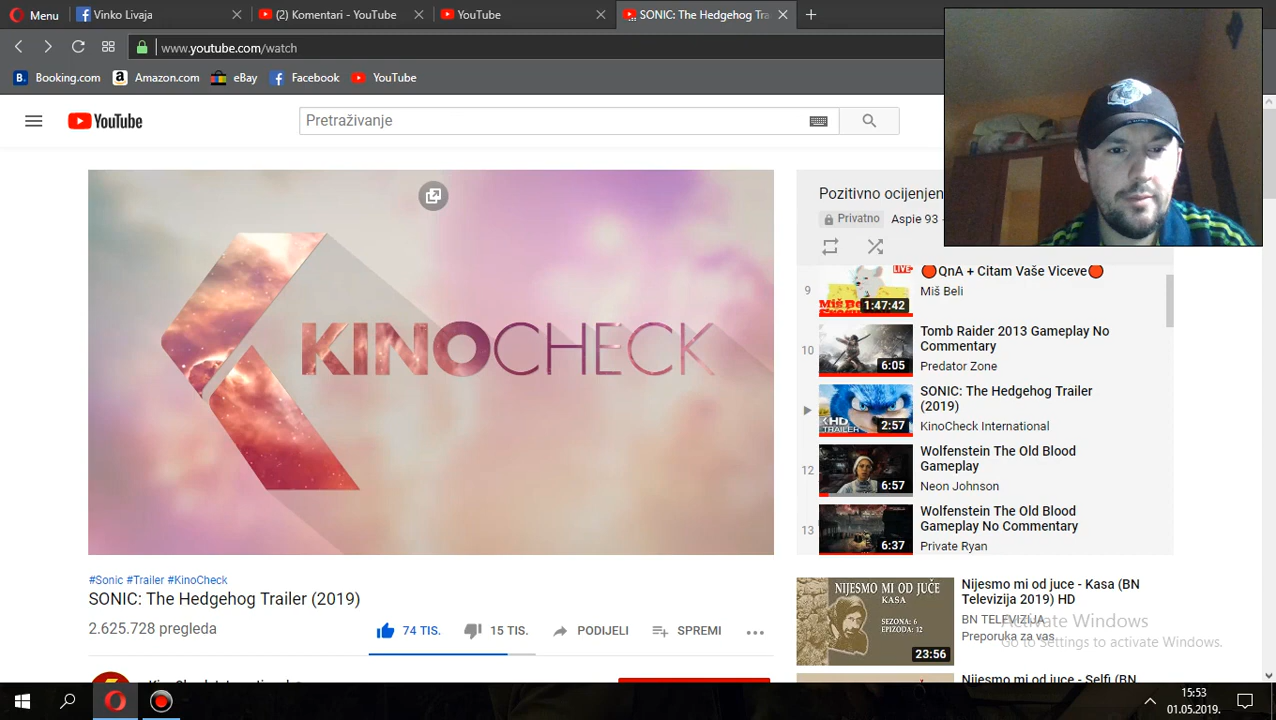 Menu
Vinko Livaja
(2) Komentari - YouTube
YouTube
SONIC: The Hedgehog Tra
www.youtube.com/watch
Booking.com
Amazon.com
eBay
Facebook
YouTube
YouTube
Pretraživanje
KINOCHECK
#Sonic #Trailer #KinoCheck
SONIC: The Hedgehog Trailer (2019)
2.625.728 pregleda
74 TIS.
15 TIS.
PODIJELI
SPREMI
Pozitivno ocijenjen
Privatno
Aspie 93
9
LIVE
1:47:42
QnA + Citam Vaše Viceve
Miš Beli
10
6:05
Tomb Raider 2013 Gameplay No
Commentary
Predator Zone
HD
TRAILER
2:57
SONIC: The Hedgehog Trailer
(2019)
KinoCheck International
12
6:57
Wolfenstein The Old Blood
Gameplay
Neon Johnson
13
6:37
Wolfenstein The Old Blood
Gameplay No Commentary
Private Ryan
NIJESMO MI OD JUČE
KASA
SEZONA: 6
EPIZODA: 12
23:56
Nijesmo mi od juče - Kasa (BN
Televizija 2019) HD
BN TELEVIZIJA
Preporuka za vas
Nijesmo mi od juce - Selfi (BN
Activate Windows
Go to Settings to activate Windows.
15:53
01.05.2019.